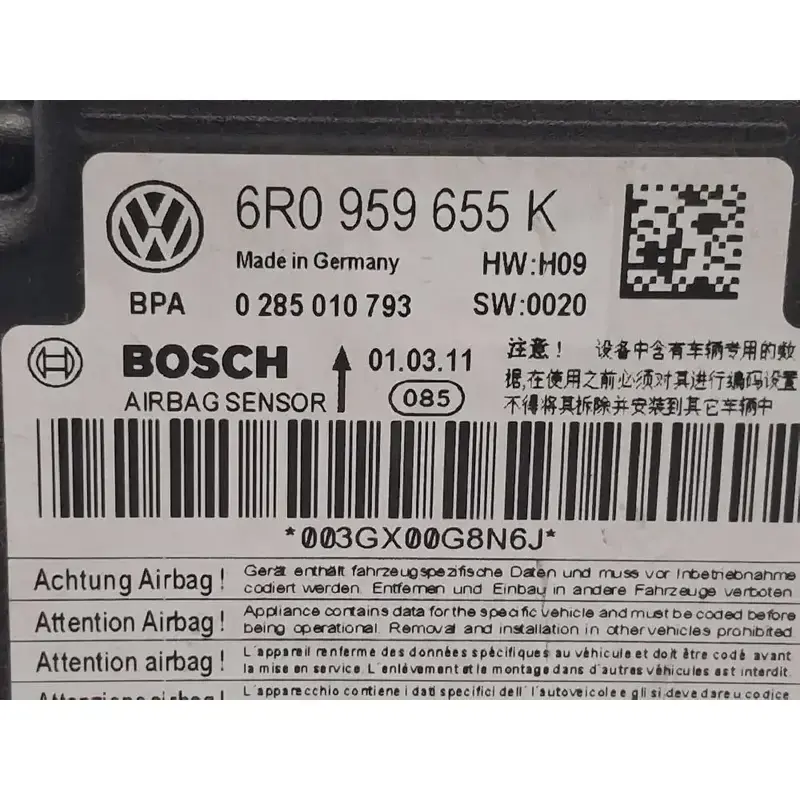 6R0 959 655 K
Made in Germany HW:H09
BPA 0 285 010 793 SW:0020
BOSCH 01.03.11
AIRBAG SENSOR 085
注意! 设备中含有车辆专用的数
据,在使用之前必须对其进行编码设置
不得将其拆除并安装到其它车辆中
*003GX00G8N6J*
Achtung Airbag! Gerät enthält fahrzeugspezifische Daten und muss vor Inbetriebnahme
codiert werden. Entfernen und Einbau in andere Fahrzeuge verboten
Attention Airbag! Appliance contains data for the specific vehicle and must be coded before
being operational. Removal and installation in other vehicles prohibited
Attention airbag! L'appareil renferme des données spécifiques au véhicule et doit être codé avant
la mise en service. L'enlèvement et le montage dans d'autres véhicules est interdit.
Attenzione airbag! L'apparecchio contiene i dati specifici dell'l'autoveicolo e gli si deve dare u codice